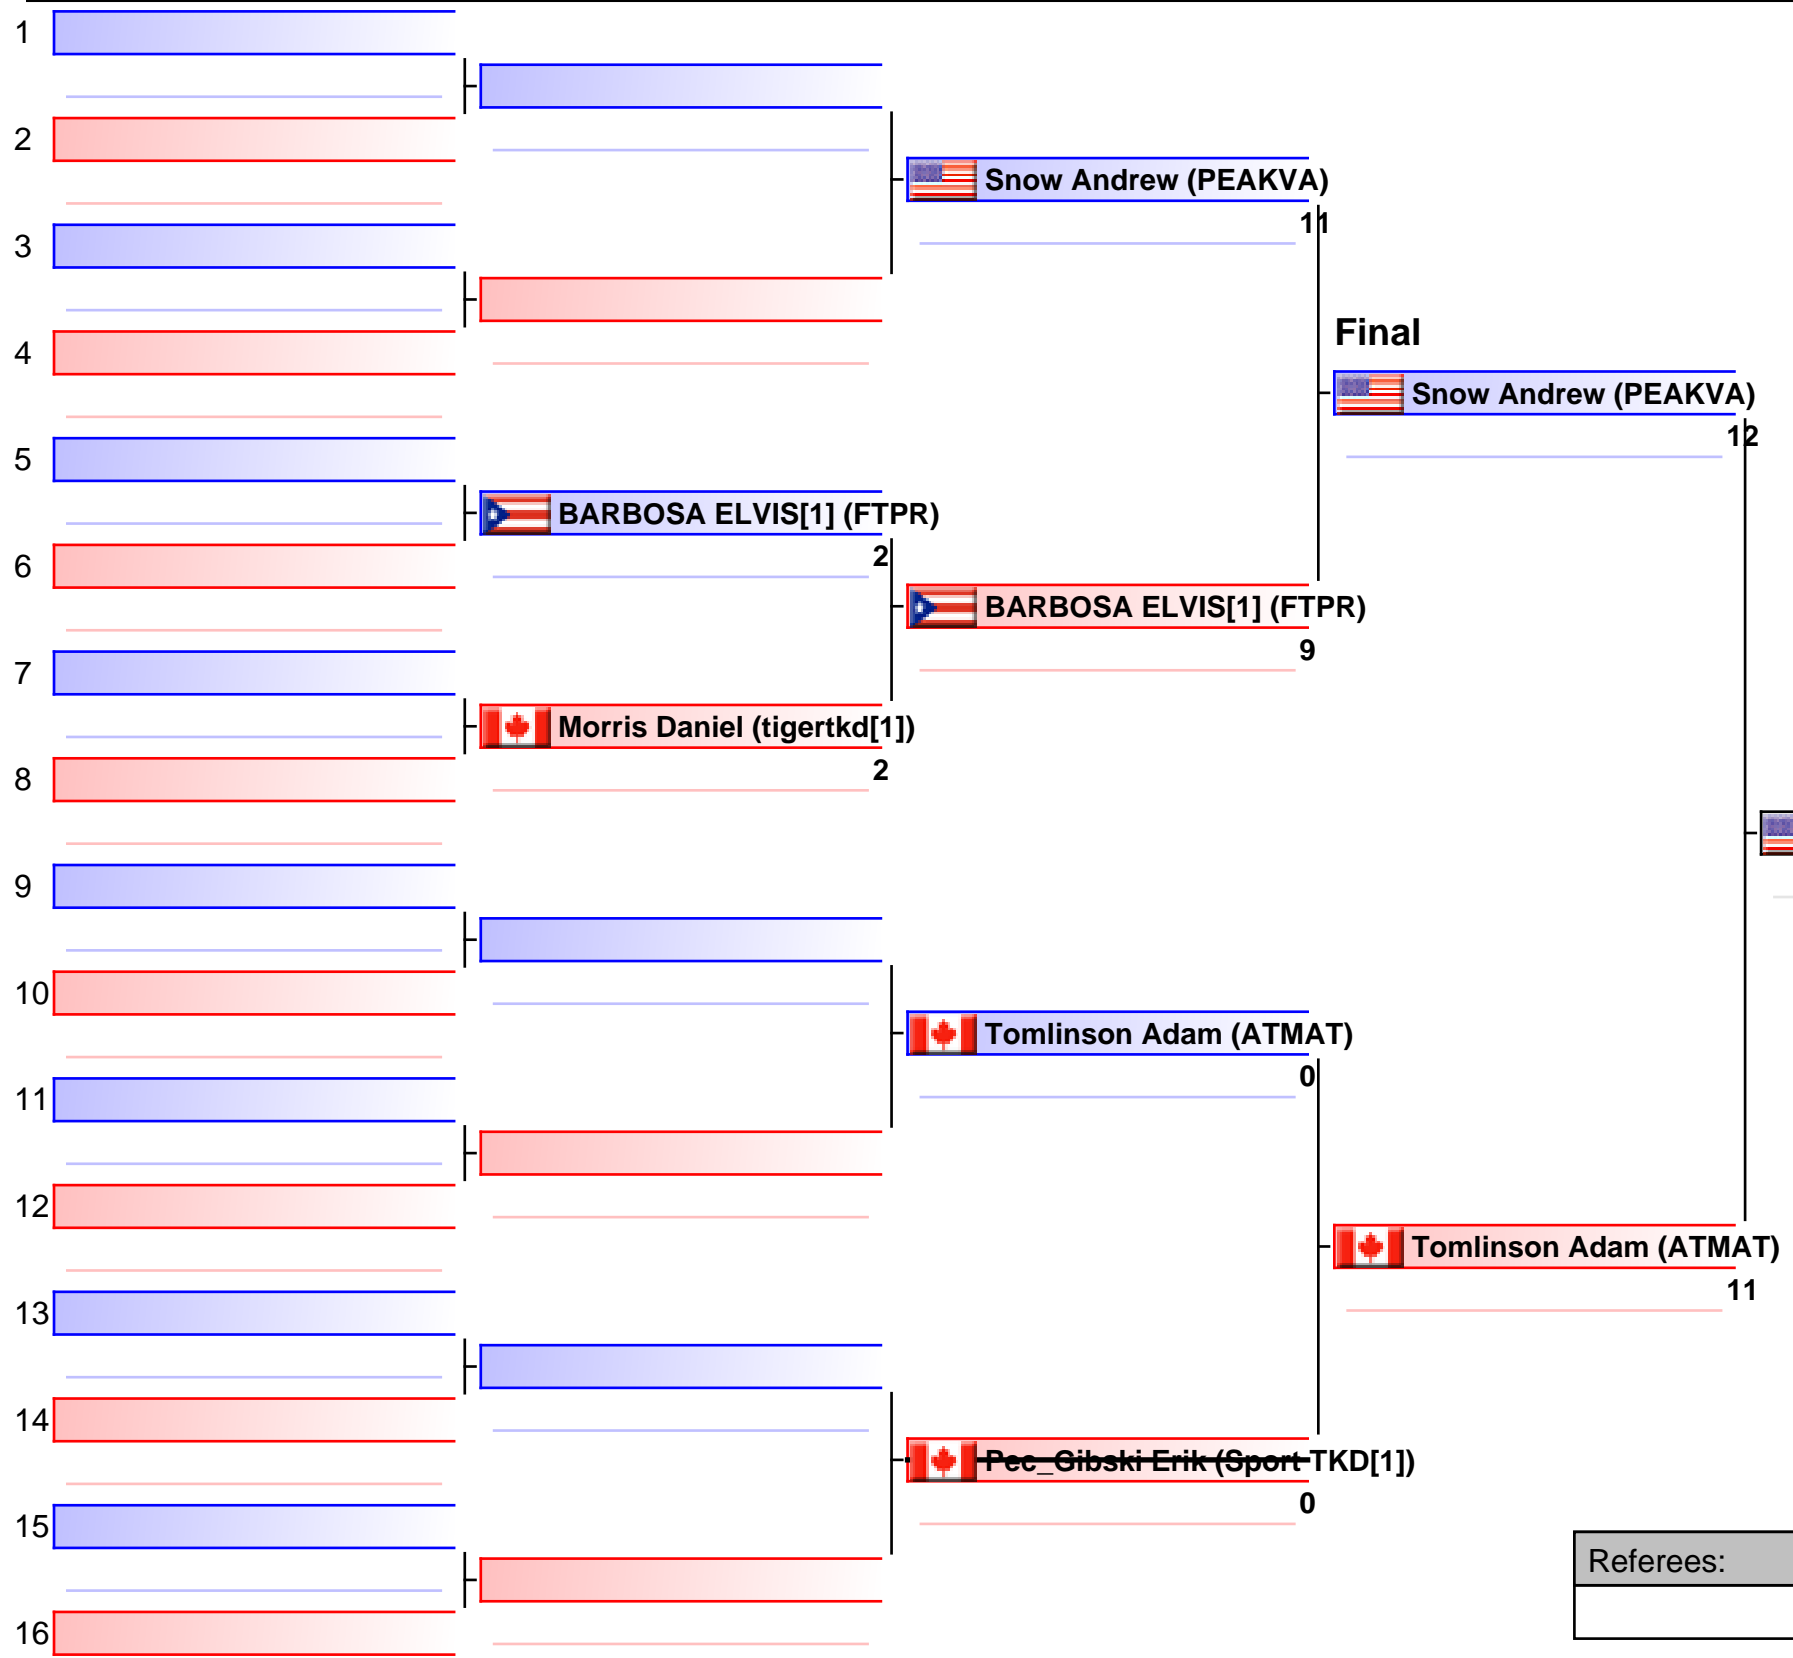 1
2
Snow Andrew (PEAKVA)
11
3
Final
4
Snow Andrew (PEAKVA)
12
5
BARBOSA ELVIS[1] (FTPR)
2
6
BARBOSA ELVIS[1] (FTPR)
9
7
Morris Daniel (tigertkd[1])
2
8
9
10
Tomlinson Adam (ATMAT)
0
11
12
Tomlinson Adam (ATMAT)
11
13
14
Pec_Gibski Erik (Sport TKD[1])
0
15
Referees:
16